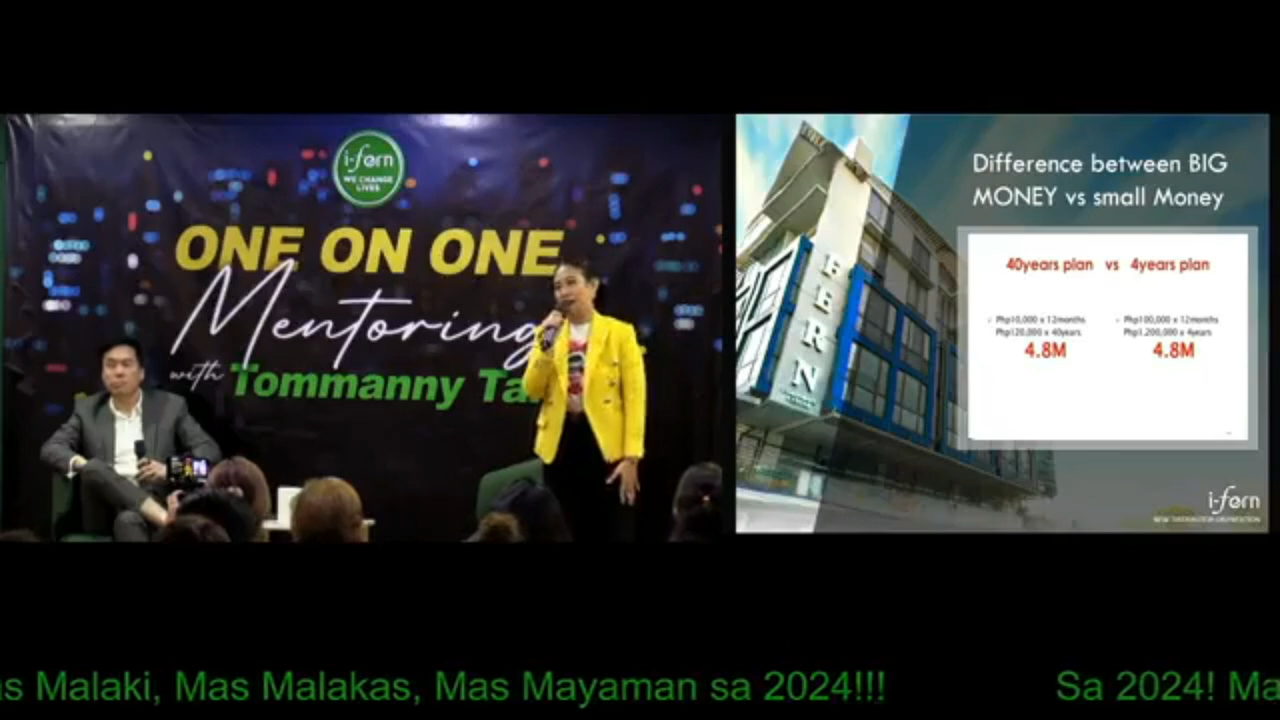 i-fern
WE CHANGE
LIVES
ONE ON ONE
Mentoring
with Tommanny Ta
Difference between BIG
MONEY vs small Money
40years plan vs 4years plan
Php10,000 x 12months
Php120,000 x 40years
4.8M
Php100,000 x 12months
Php1,200,000 x 4years
4.8M
FERN
i-fern
as Malaki, Mas Malakas, Mas Mayaman sa 2024!!!
Sa 2024! Ma